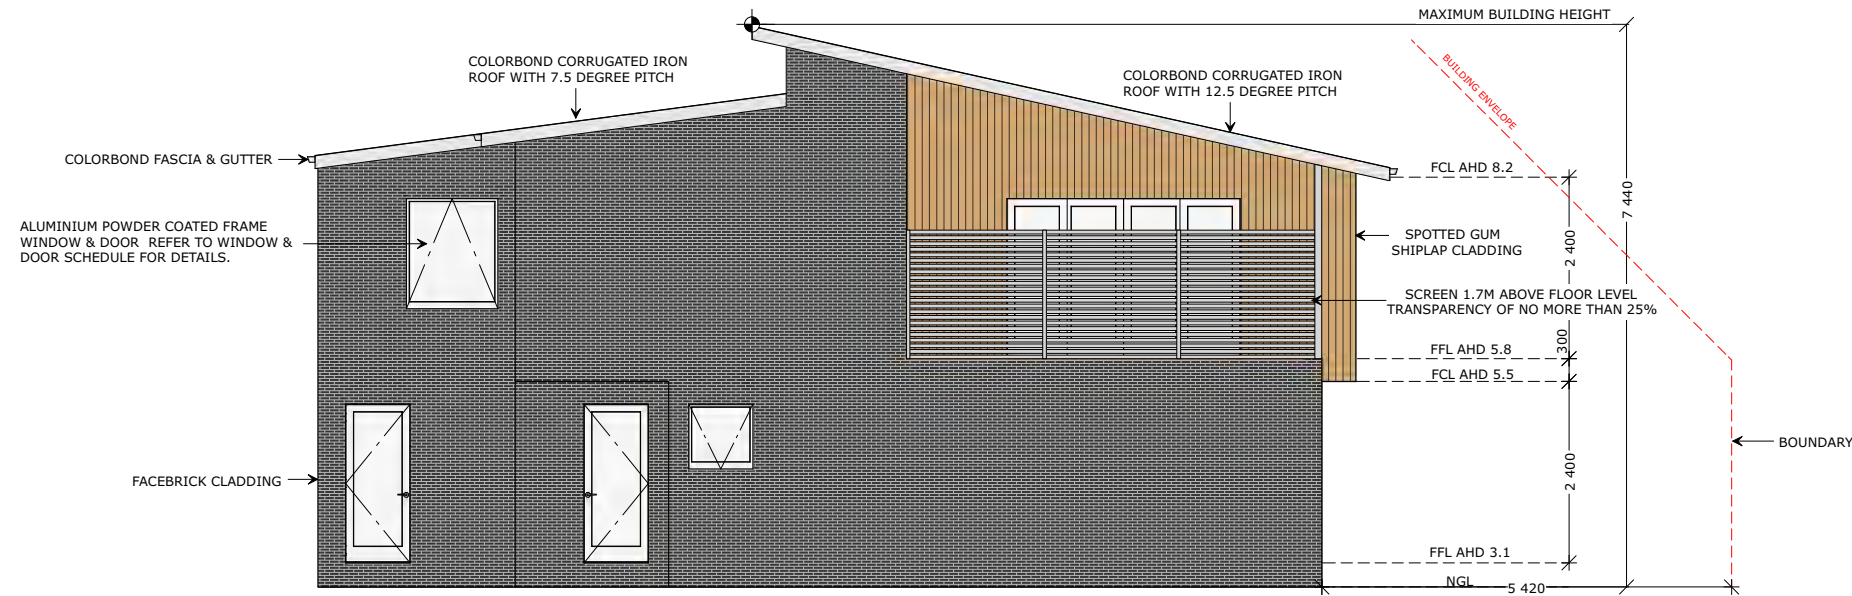 MAXIMUM BUILDING HEIGHT
COLORBOND CORRUGATED IRON
ROOF WITH 7.5 DEGREE PITCH
COLORBOND CORRUGATED IRON
ROOF WITH 12.5 DEGREE PITCH
BUILDING ENVELOPE
COLORBOND FASCIA & GUTTER
FCL AHD 8.2
7 440
ALUMINIUM POWDER COATED FRAME
WINDOW & DOOR REFER TO WINDOW &
DOOR SCHEDULE FOR DETAILS.
SPOTTED GUM
SHIPLAP CLADDING
2 400
SCREEN 1.7M ABOVE FLOOR LEVEL
TRANSPARENCY OF NO MORE THAN 25%
300
FFL AHD 5.8
FCL AHD 5.5
BOUNDARY
2 400
FACEBRICK CLADDING
FFL AHD 3.1
NGL
5 420